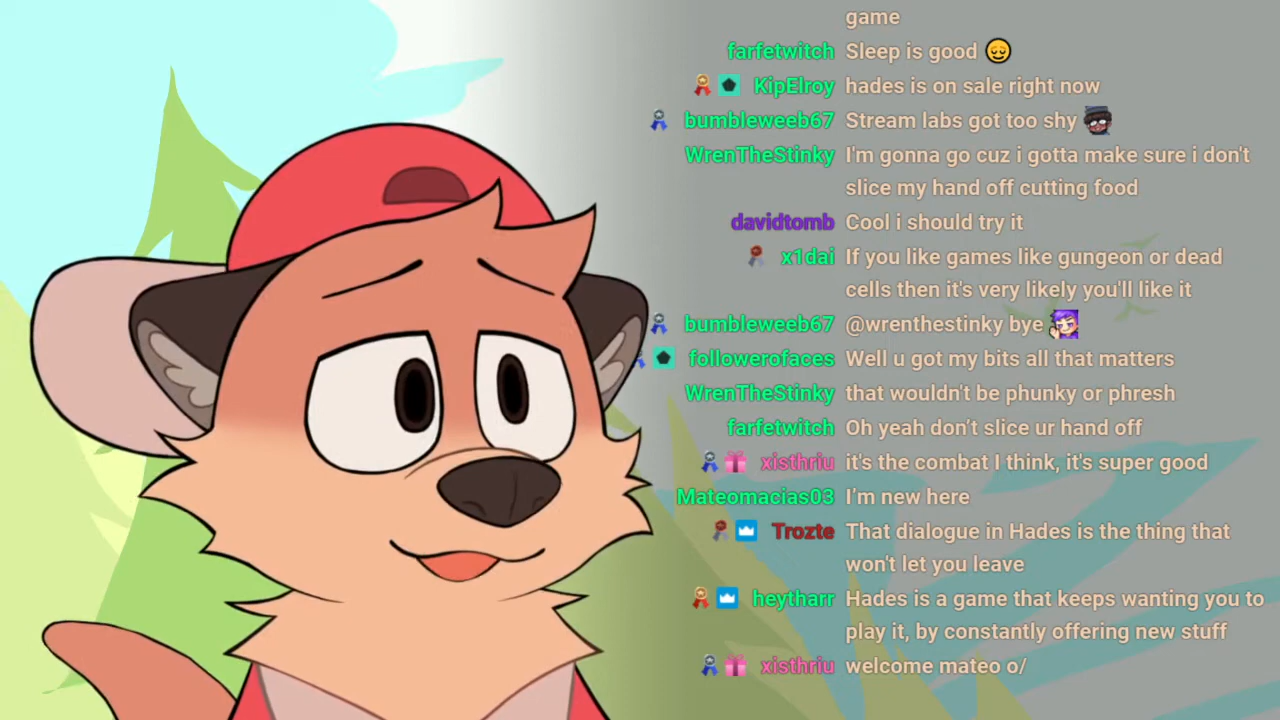 game
farfetwitch Sleep is good
KipElroy hades is on sale right now
bumbleweeb67 Stream labs got too shy
WrenTheStinky I'm gonna go cuz i gotta make sure i don't
slice my hand off cutting food
davidtomb Cool i should try it
x1dai If you like games like gungeon or dead
cells then it's very likely you'll like it
bumbleweeb67 @wrenthestinky bye
followerofaces Well u got my bits all that matters
WrenTheStinky that wouldn't be phunky or phresh
farfetwitch Oh yeah don't slice ur hand off
xisthriu it's the combat I think, it's super good
Mateomacias03 I'm new here
Trozte That dialogue in Hades is the thing that
won't let you leave
heytharr Hades is a game that keeps wanting you to
play it, by constantly offering new stuff
xisthriu welcome mateo o/